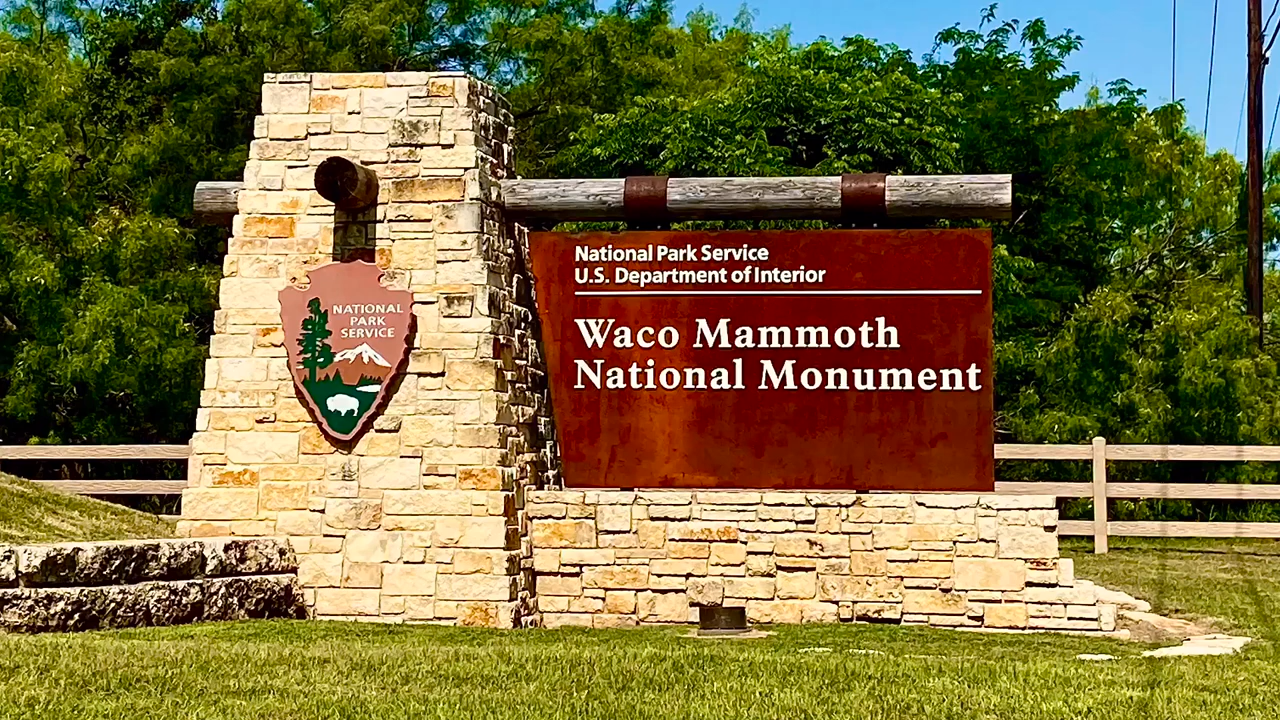 NATIONAL
PARK
SERVICE
National Park Service
U.S. Department of Interior
Waco Mammoth
National Monument